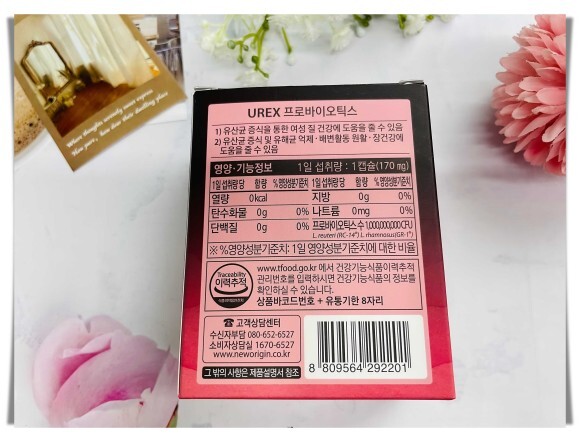 UREX 프로바이오틱스
1) 유산균 증식을 통한 여성 질 건강에 도움을 줄 수 있음
2) 유산균 증식 및 유해균 억제·배변활동 원활·장건강에
도움을 줄 수 있음
영양·기능정보 1일 섭취량 : 1캡슐(170 mg)
1일 섭취량당 함량 %영양성분기준치 1일 섭취량당 함량 %영양성분기준치
열량 0kcal 지방 0g 0%
탄수화물 0g 0% 나트륨 0mg 0%
단백질 0g 0% 프로바이오틱스 수 1,000,000,000 CFU
L. reuteri (RC-14®) L. rhamnosus(GR-1®)
※ %영양성분기준치: 1일 영양성분기준치에 대한 비율
Traceability
이력추적
www.tfood.go.kr 에서 건강기능식품이력추적
관리번호를 입력하시면 건강기능식품의 정보를
확인하실 수 있습니다.
상품바코드번호 + 유통기한 8자리
☎ 고객상담센터
수신자부담 080-652-6527
소비자상담실 1670-6527
www.neworigin.co.kr
그 밖의 사항은 제품설명서 참조
8 809564 292201